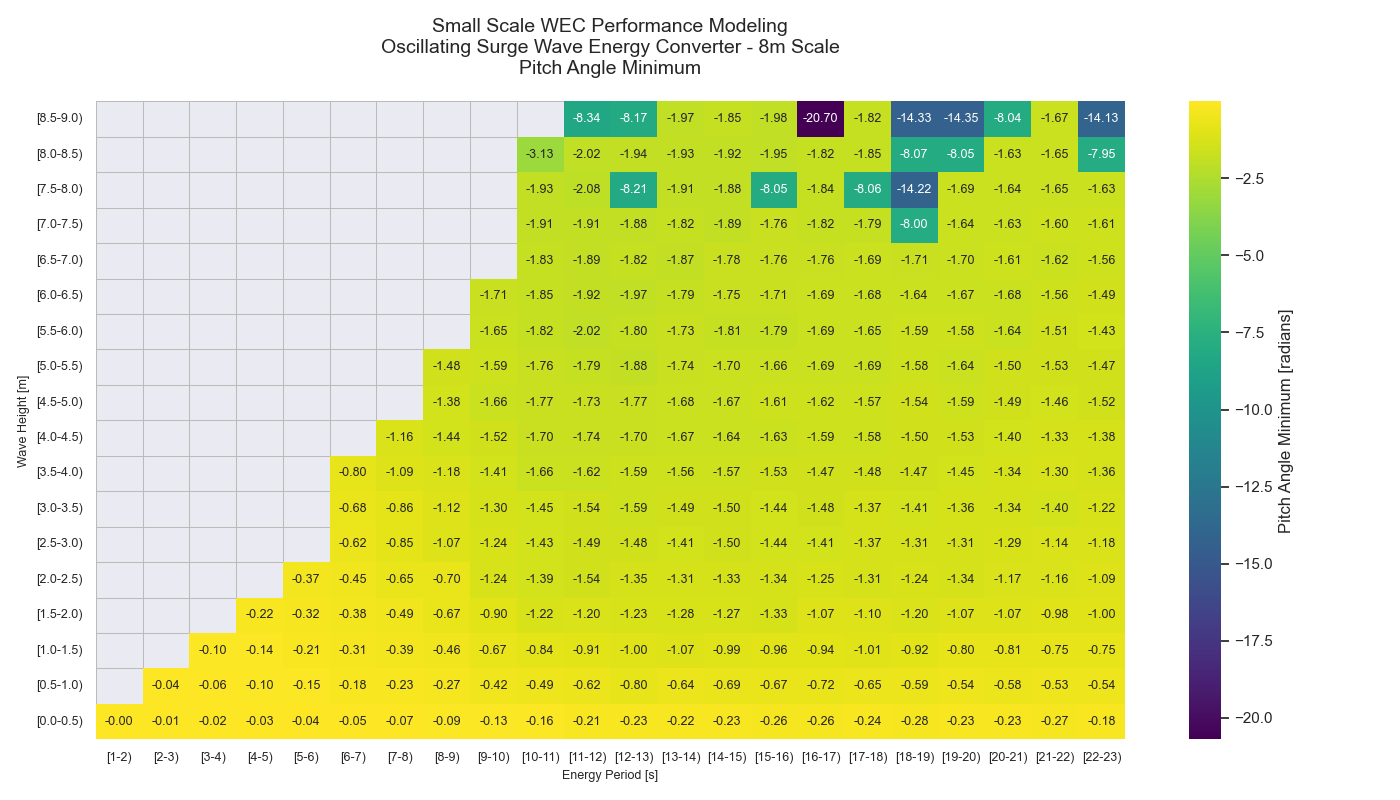 Small Scale WEC Performance Modeling
Oscillating Surge Wave Energy Converter - 8m Scale
Pitch Angle Minimum
[8.5-9.0) -8.34 -8.17 -1.97 -1.85 -1.98 -20.70 -1.82 -14.33 -14.35 -8.04 -1.67 -14.13
[8.0-8.5) -3.13 -2.02 -1.94 -1.93 -1.92 -1.95 -1.82 -1.85 -8.07 -8.05 -1.63 -1.65 -7.95
[7.5-8.0) -1.93 -2.08 -8.21 -1.91 -1.88 -8.05 -1.84 -8.06 -14.22 -1.69 -1.64 -1.65 -1.63
[7.0-7.5) -1.91 -1.91 -1.88 -1.82 -1.89 -1.76 -1.82 -1.79 -8.00 -1.64 -1.63 -1.60 -1.61
[6.5-7.0) -1.83 -1.89 -1.82 -1.87 -1.78 -1.76 -1.76 -1.69 -1.71 -1.70 -1.61 -1.62 -1.56
[6.0-6.5) -1.71 -1.85 -1.92 -1.97 -1.79 -1.75 -1.71 -1.69 -1.68 -1.64 -1.67 -1.68 -1.56 -1.49
[5.5-6.0) -1.65 -1.82 -2.02 -1.80 -1.73 -1.81 -1.79 -1.69 -1.65 -1.59 -1.58 -1.64 -1.51 -1.43
[5.0-5.5) -1.48 -1.59 -1.76 -1.79 -1.88 -1.74 -1.70 -1.66 -1.69 -1.69 -1.58 -1.64 -1.50 -1.53 -1.47
[4.5-5.0) -1.38 -1.66 -1.77 -1.73 -1.77 -1.68 -1.67 -1.61 -1.62 -1.57 -1.54 -1.59 -1.49 -1.46 -1.52
[4.0-4.5) -1.16 -1.44 -1.52 -1.70 -1.74 -1.70 -1.67 -1.64 -1.63 -1.59 -1.58 -1.50 -1.53 -1.40 -1.33 -1.38
[3.5-4.0) -0.80 -1.09 -1.18 -1.41 -1.66 -1.62 -1.59 -1.56 -1.57 -1.53 -1.47 -1.48 -1.47 -1.45 -1.34 -1.30 -1.36
[3.0-3.5) -0.68 -0.86 -1.12 -1.30 -1.45 -1.54 -1.59 -1.49 -1.50 -1.44 -1.48 -1.37 -1.41 -1.36 -1.34 -1.40 -1.22
[2.5-3.0) -0.62 -0.85 -1.07 -1.24 -1.43 -1.49 -1.48 -1.41 -1.50 -1.44 -1.41 -1.37 -1.31 -1.31 -1.29 -1.14 -1.18
[2.0-2.5) -0.37 -0.45 -0.65 -0.70 -1.24 -1.39 -1.54 -1.35 -1.31 -1.33 -1.34 -1.25 -1.31 -1.24 -1.34 -1.17 -1.16 -1.09
[1.5-2.0) -0.22 -0.32 -0.38 -0.49 -0.67 -0.90 -1.22 -1.20 -1.23 -1.28 -1.27 -1.33 -1.07 -1.10 -1.20 -1.07 -1.07 -0.98 -1.00
[1.0-1.5) -0.10 -0.14 -0.21 -0.31 -0.39 -0.46 -0.67 -0.84 -0.91 -1.00 -1.07 -0.99 -0.96 -0.94 -1.01 -0.92 -0.80 -0.81 -0.75 -0.75
[0.5-1.0) -0.04 -0.06 -0.10 -0.15 -0.18 -0.23 -0.27 -0.42 -0.49 -0.62 -0.80 -0.64 -0.69 -0.67 -0.72 -0.65 -0.59 -0.54 -0.58 -0.53 -0.54
[0.0-0.5) -0.00 -0.01 -0.02 -0.03 -0.04 -0.05 -0.07 -0.09 -0.13 -0.16 -0.21 -0.23 -0.22 -0.23 -0.26 -0.26 -0.24 -0.28 -0.23 -0.23 -0.27 -0.18
[1-2) [2-3) [3-4) [4-5) [5-6) [6-7) [7-8) [8-9) [9-10) [10-11) [11-12) [12-13) [13-14) [14-15) [15-16) [16-17) [17-18) [18-19) [19-20) [20-21) [21-22) [22-23)
Energy Period [s]
Wave Height [m]
−2.5
−5.0
−7.5
−10.0
−12.5
−15.0
−17.5
−20.0
Pitch Angle Minimum [radians]